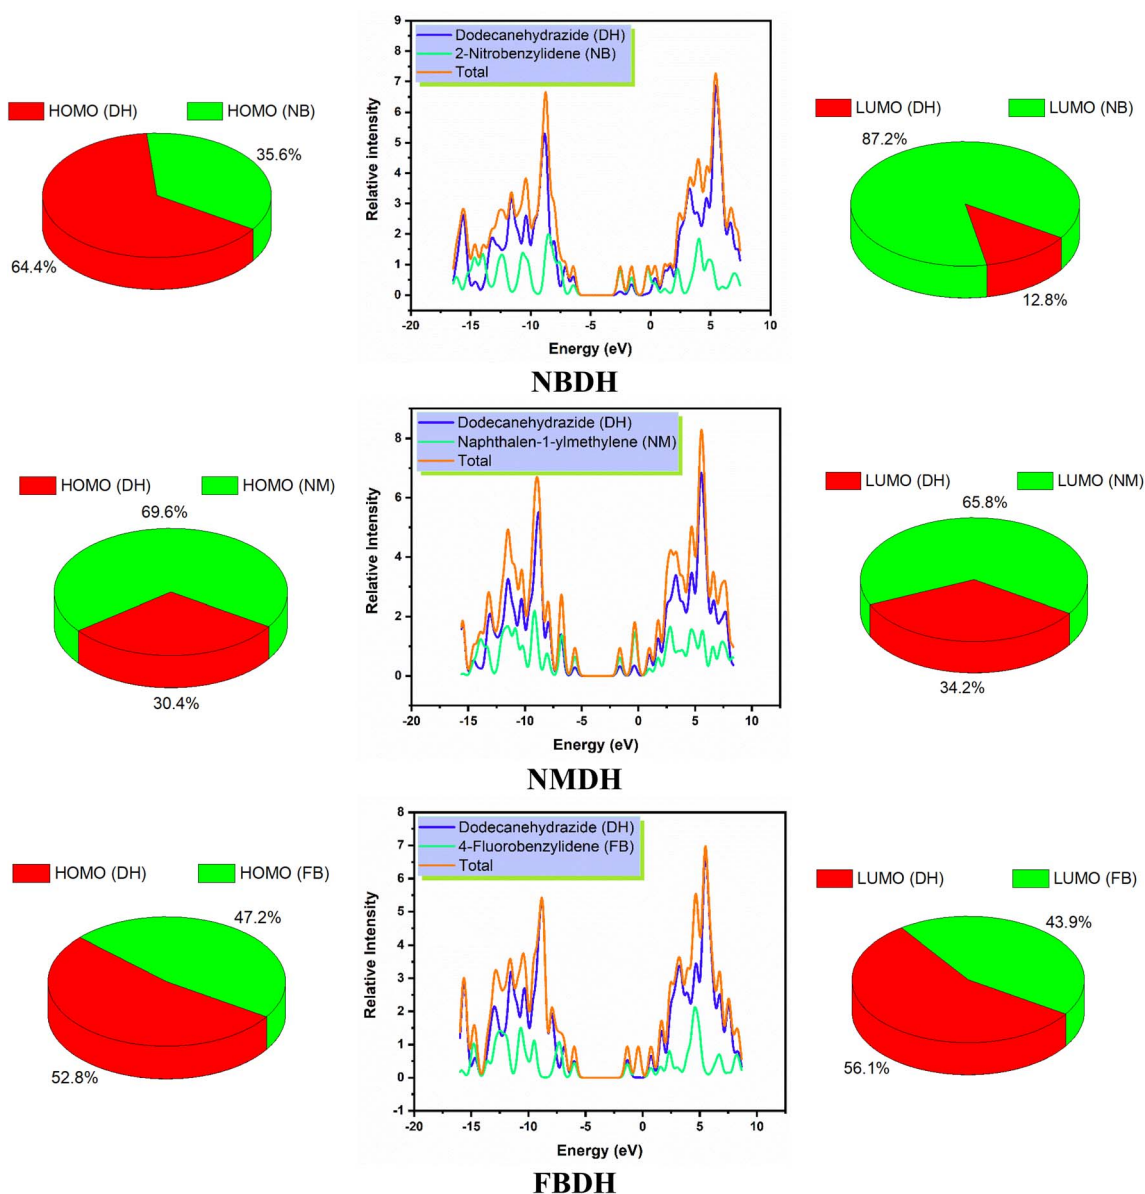 HOMO (DH) HOMO (NB)
35.6%
64.4%
9
8
7
6
5
4
3
2
1
0
Relative intensity
Dodecanehydrazide (DH)
2-Nitrobenzylidene (NB)
Total
-20 -15 -10 -5 0 5 10
Energy (eV)
LUMO (DH) LUMO (NB)
87.2%
12.8%
NBDH
HOMO (DH) HOMO (NM)
69.6%
30.4%
8
6
4
2
0
Relative Intensity
Dodecanehydrazide (DH)
Naphthalen-1-ylmethylene (NM)
Total
-20 -15 -10 -5 0 5 10
Energy (eV)
LUMO (DH) LUMO (NM)
65.8%
34.2%
NMDH
HOMO (DH) HOMO (FB)
47.2%
52.8%
8
7
6
5
4
3
2
1
0
-1
Relative Intensity
Dodecanehydrazide (DH)
4-Fluorobenzylidene (FB)
Total
-20 -15 -10 -5 0 5 10
Energy (eV)
LUMO (DH) LUMO (FB)
43.9%
56.1%
FBDH